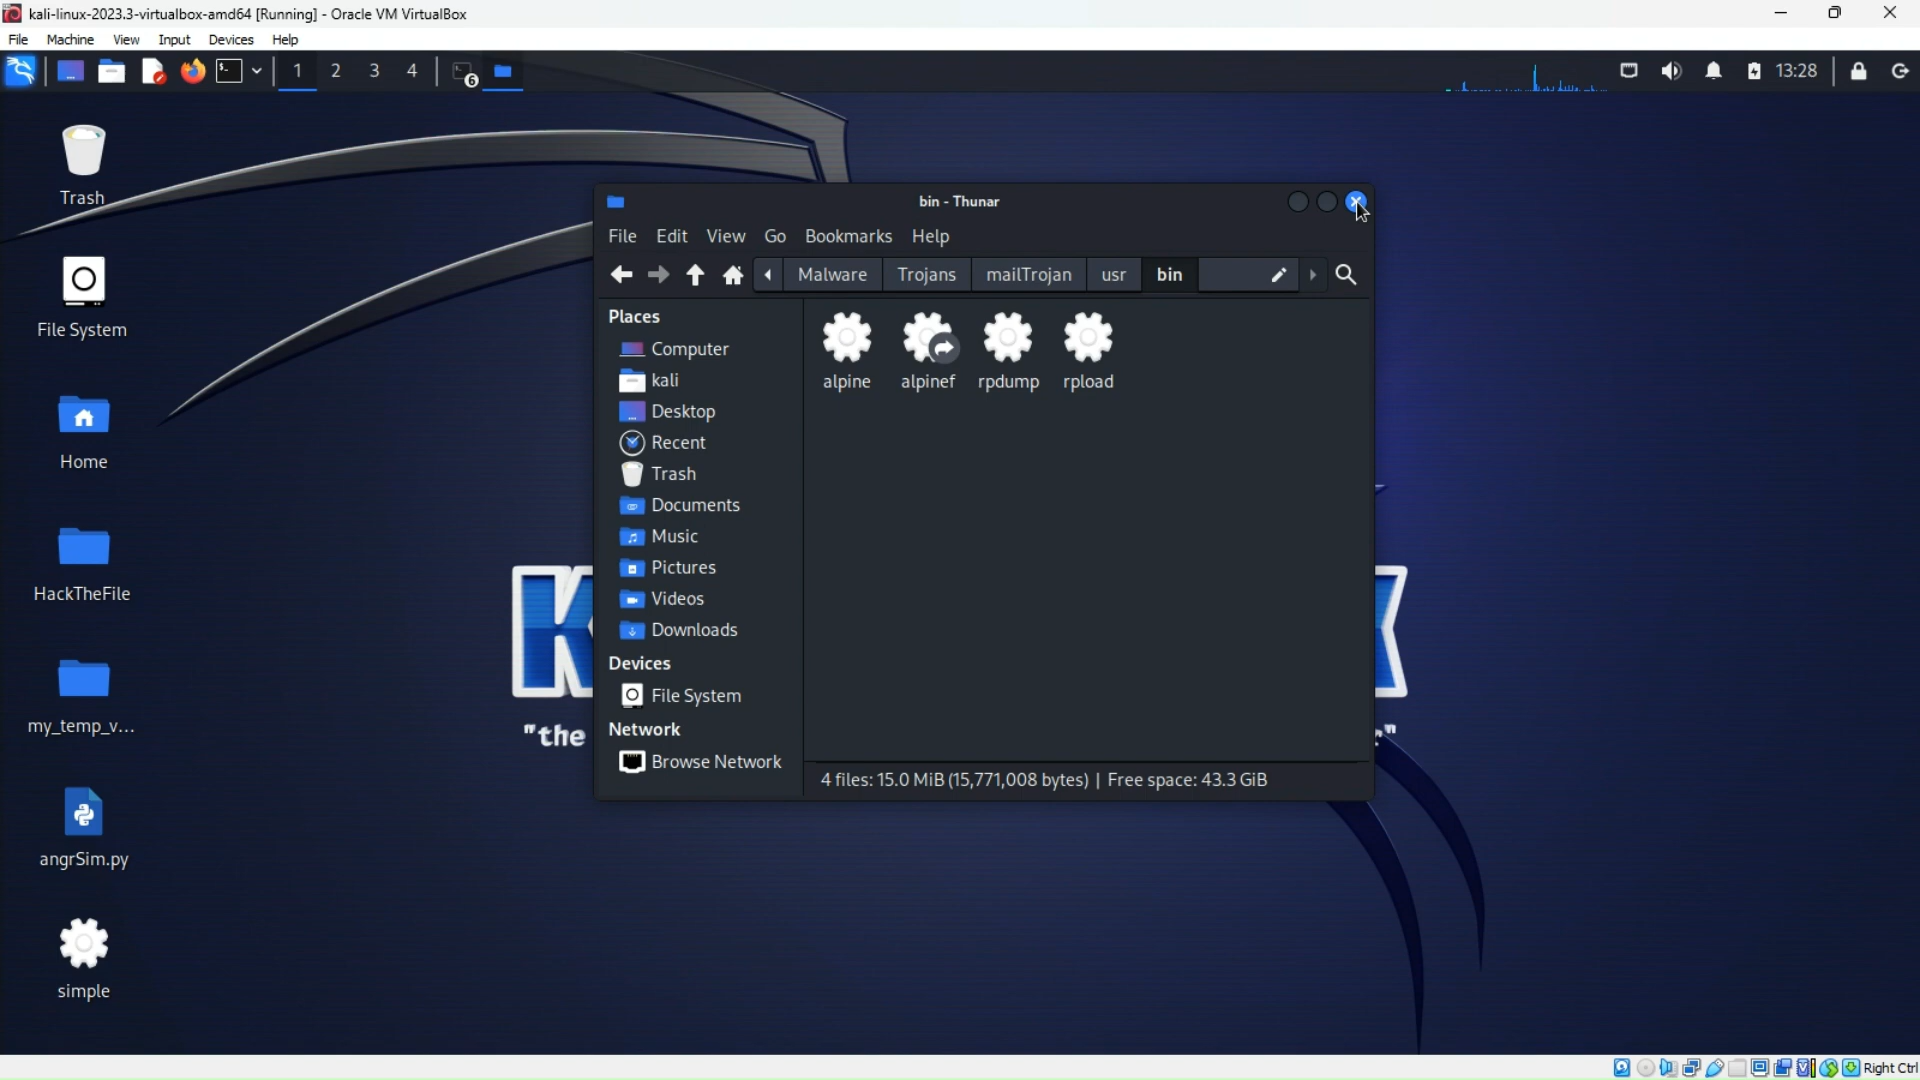 kali-linux-2023.3-virtualbox-amd64 [Running] - Oracle VM VirtualBox
File Machine View Input Devices Help
1 2 3 4 6 13:28
Trash
File System
Home
HackTheFile
my_temp_v...
angrSim.py
simple
bin - Thunar
File Edit View Go Bookmarks Help
Malware Trojans mailTrojan usr bin
Places
Computer
kali
Desktop
Recent
Trash
Documents
Music
Pictures
Videos
Downloads
Devices
File System
Network
Browse Network
alpine alpinef rpdump rpload
4 files: 15.0 MiB (15,771,008 bytes) | Free space: 43.3 GiB
K
"the
"
Right Ctrl